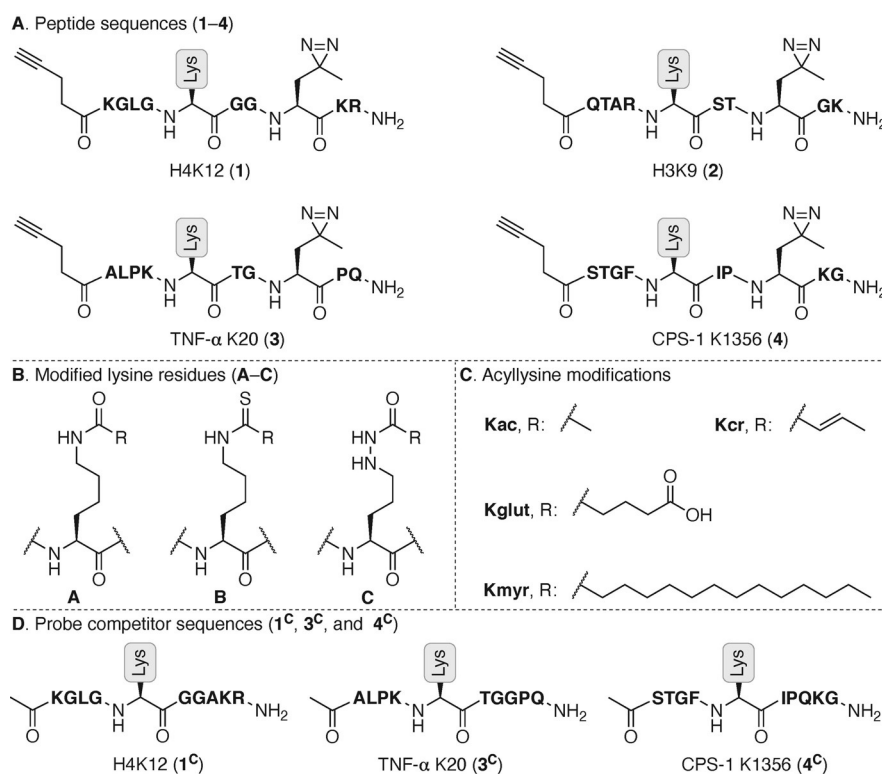 A. Peptide sequences (1–4)
Lys
N=N
KGLG
N
H
O
O
GG
N
H
O
KR
NH2
H4K12 (1)
Lys
N=N
QTAR
N
H
O
O
ST
N
H
O
GK
NH2
H3K9 (2)
Lys
N=N
ALPK
N
H
O
O
TG
N
H
O
PQ
NH2
TNF-α K20 (3)
Lys
N=N
STGF
N
H
O
O
IP
N
H
O
KG
NH2
CPS-1 K1356 (4)
B. Modified lysine residues (A–C)
O
HN
R
N
H
O
A
S
HN
R
N
H
O
B
O
HN
R
HN
N
H
O
C
C. Acyllysine modifications
Kac, R:
Kcr, R:
Kglut, R:
O
OH
Kmyr, R:
D. Probe competitor sequences (1C, 3C, and 4C)
Lys
KGLG
N
H
O
O
GGAKR
NH2
H4K12 (1C)
Lys
ALPK
N
H
O
O
TGGPQ
NH2
TNF-α K20 (3C)
Lys
STGF
N
H
O
O
IPQKG
NH2
CPS-1 K1356 (4C)